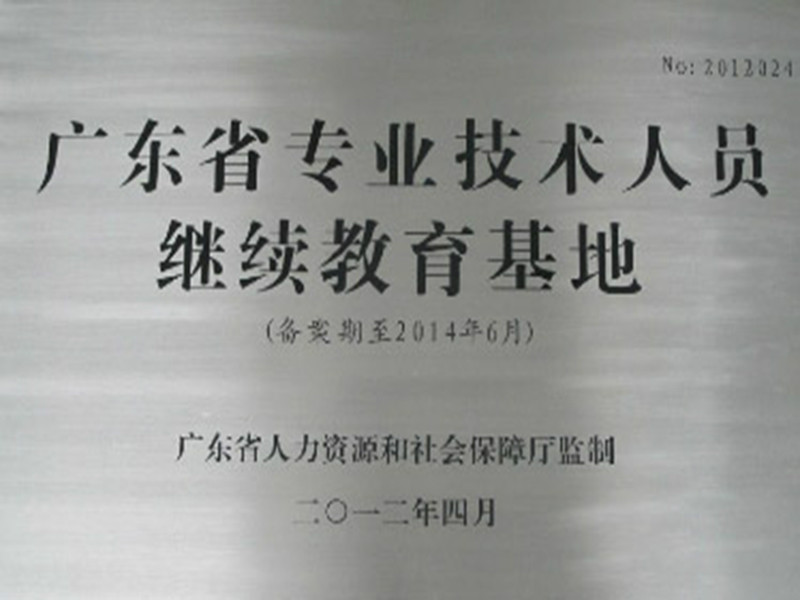 No: 2012024
广东省专业技术人员
继续教育基地
(备案期至2014年6月)
广东省人力资源和社会保障厅监制
二〇一二年四月